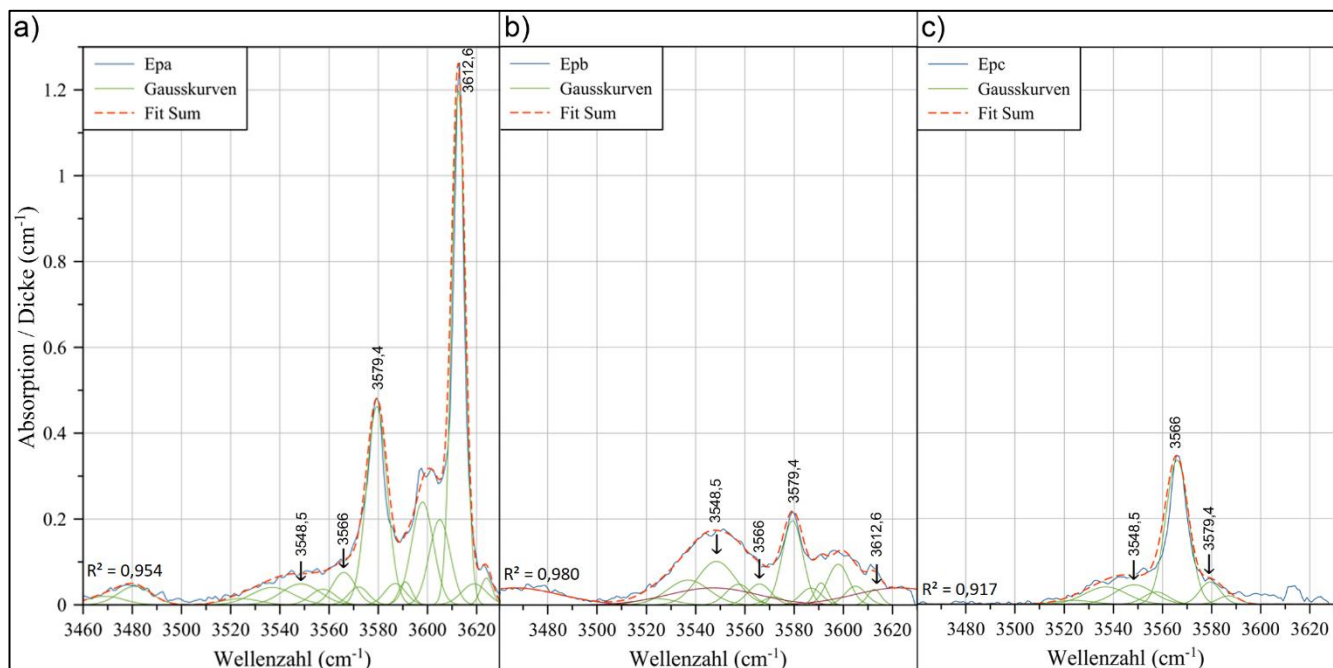 a)
Epa
Gausskurven
Fit Sum
3612,6
3579,4
3548,5
3566
R² = 0,954
b)
Epb
Gausskurven
Fit Sum
3548,5
3566
3579,4
3612,6
R² = 0,980
c)
Epc
Gausskurven
Fit Sum
3548,5
3566
3579,4
R² = 0,917
Absorption / Dicke (cm⁻¹)
1.2
1
0.8
0.6
0.4
0.2
0
3460 3480 3500 3520 3540 3560 3580 3600 3620
3480 3500 3520 3540 3560 3580 3600 3620
3480 3500 3520 3540 3560 3580 3600 3620
Wellenzahl (cm⁻¹)
Wellenzahl (cm⁻¹)
Wellenzahl (cm⁻¹)